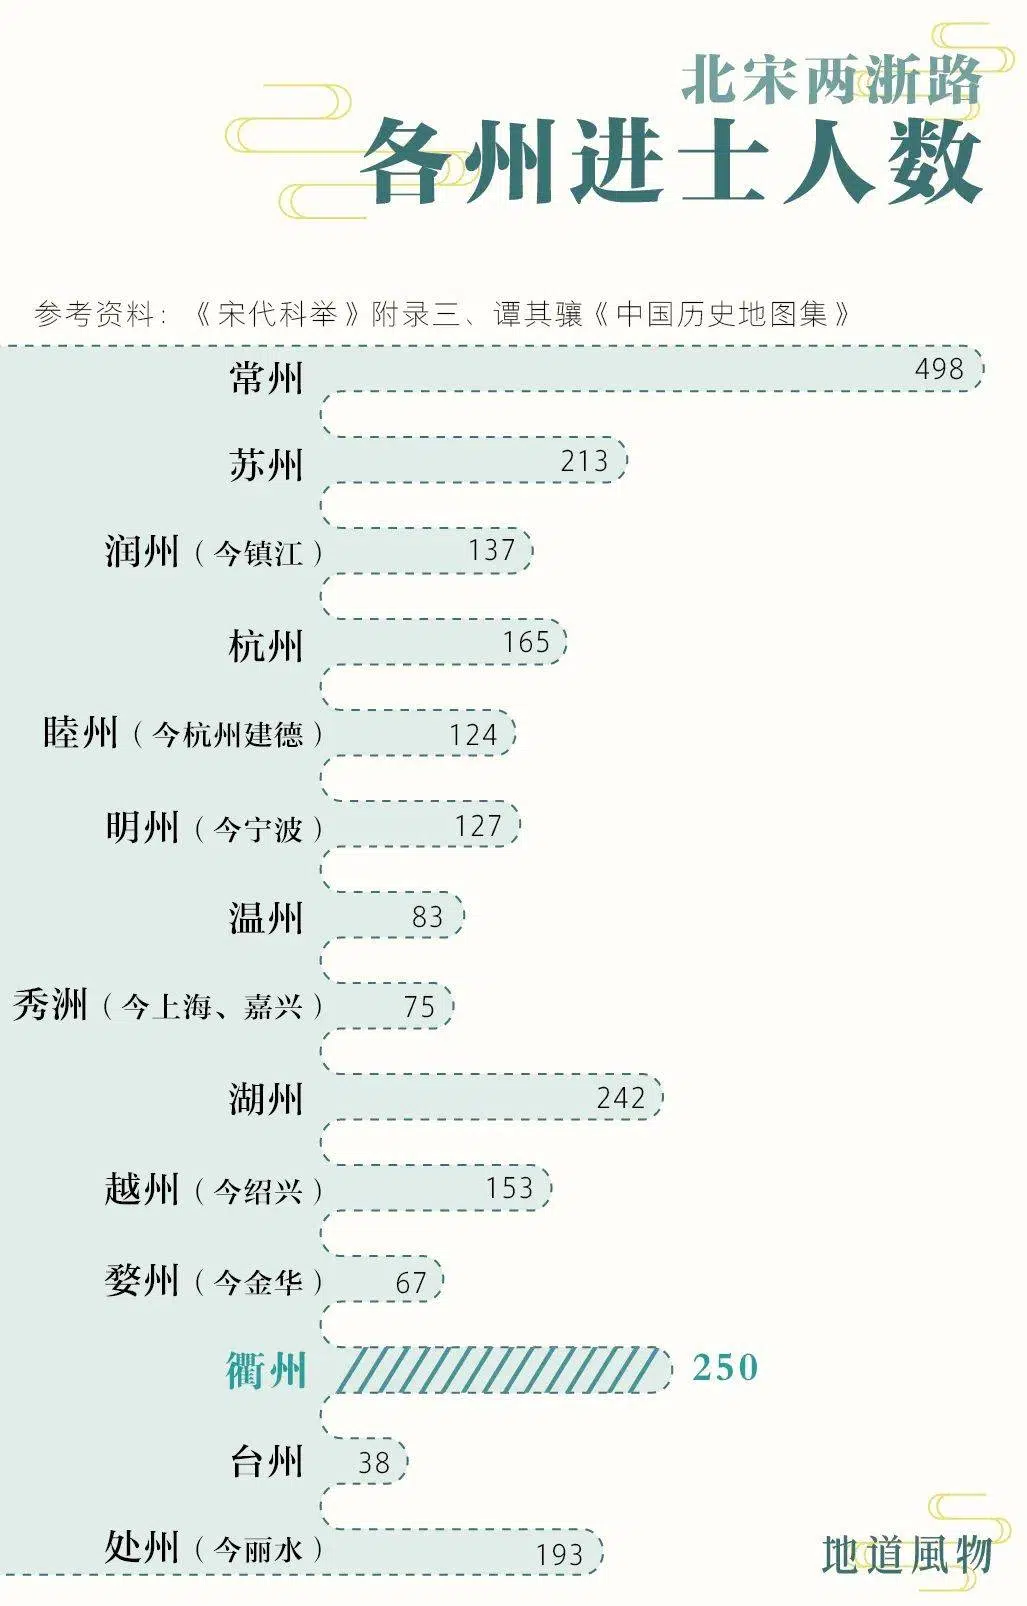 北宋两浙路
各州进士人数
参考资料：《宋代科举》附录三、谭其骧《中国历史地图集》
常州 498
苏州 213
润州（今镇江） 137
杭州 165
睦州（今杭州建德） 124
明州（今宁波） 127
温州 83
秀洲（今上海、嘉兴） 75
湖州 242
越州（今绍兴） 153
婺州（今金华） 67
衢州 250
台州 38
处州（今丽水） 193
地道風物